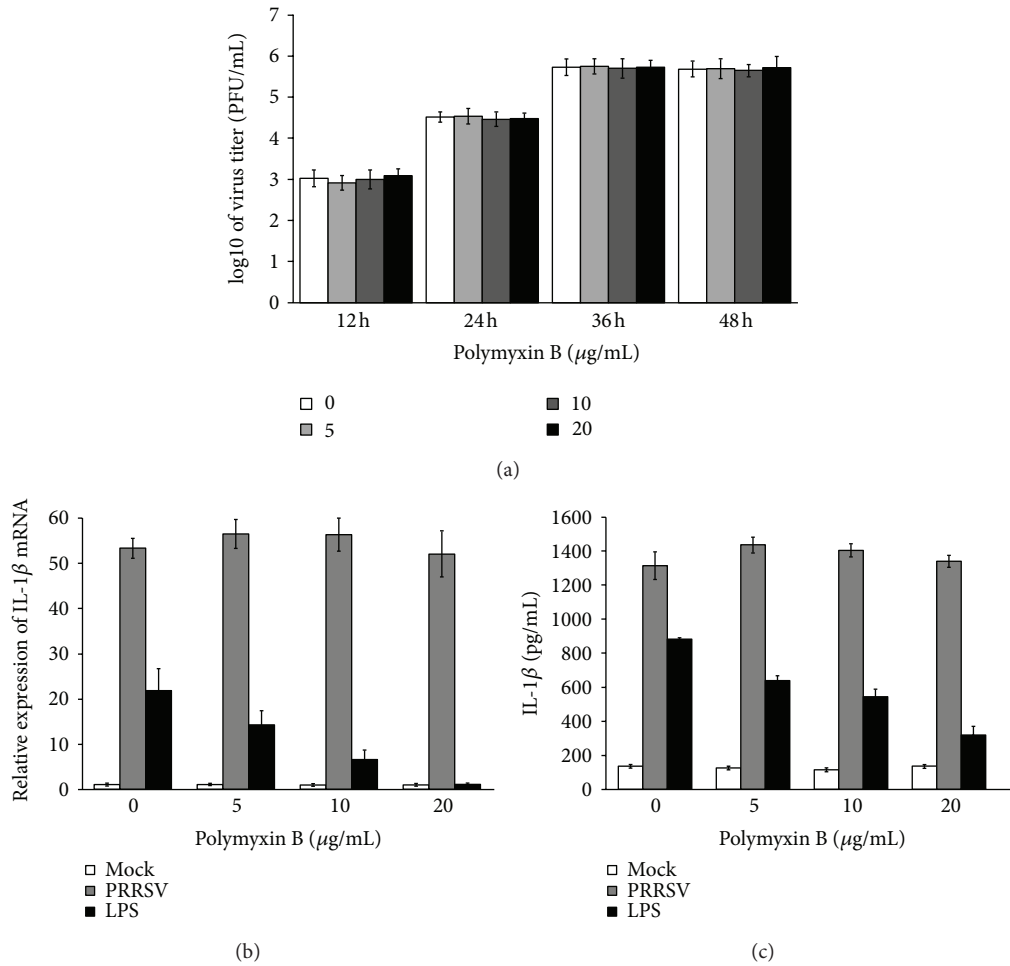 7
6
5
4
3
2
1
0
log10 of virus titer (PFU/mL)
12 h
24 h
36 h
48 h
Polymyxin B (μg/mL)
0
10
5
20
(a)
60
50
40
30
20
10
0
Relative expression of IL-1β mRNA
0
5
10
20
Polymyxin B (μg/mL)
Mock
PRRSV
LPS
(b)
1600
1400
1200
1000
800
600
400
200
0
IL-1β (pg/mL)
0
5
10
20
Polymyxin B (μg/mL)
Mock
PRRSV
LPS
(c)